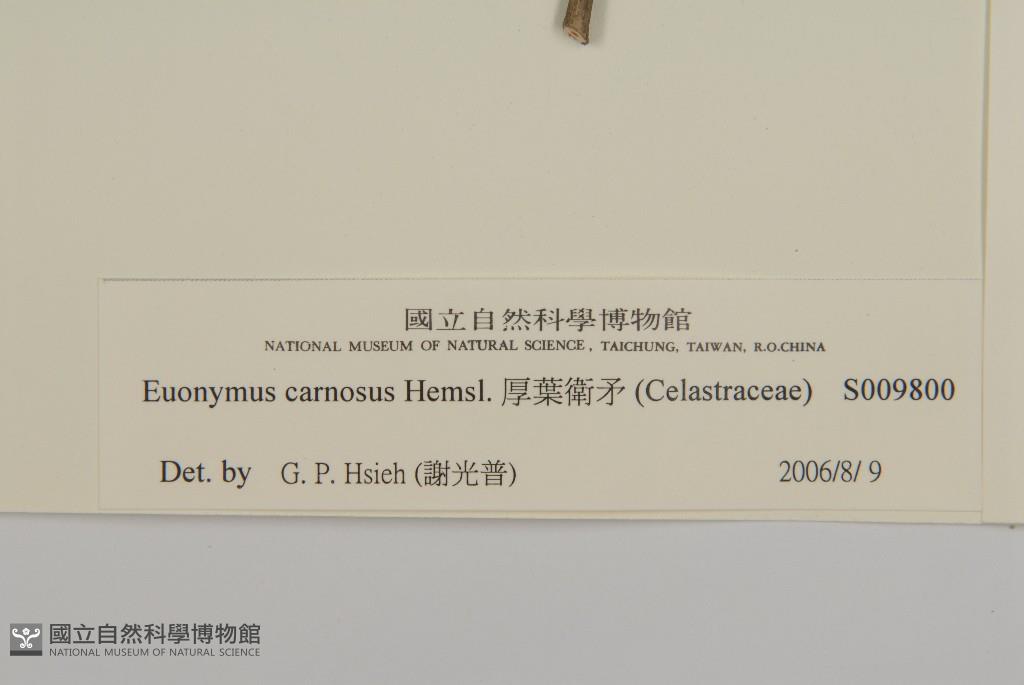 國立自然科學博物館
NATIONAL MUSEUM OF NATURAL SCIENCE, TAICHUNG, TAIWAN, R.O.CHINA
Euonymus carnosus Hemsl. 厚葉衛矛 (Celastraceae) S009800
Det. by G. P. Hsieh (謝光普) 2006/8/ 9
國立自然科學博物館
NATIONAL MUSEUM OF NATURAL SCIENCE